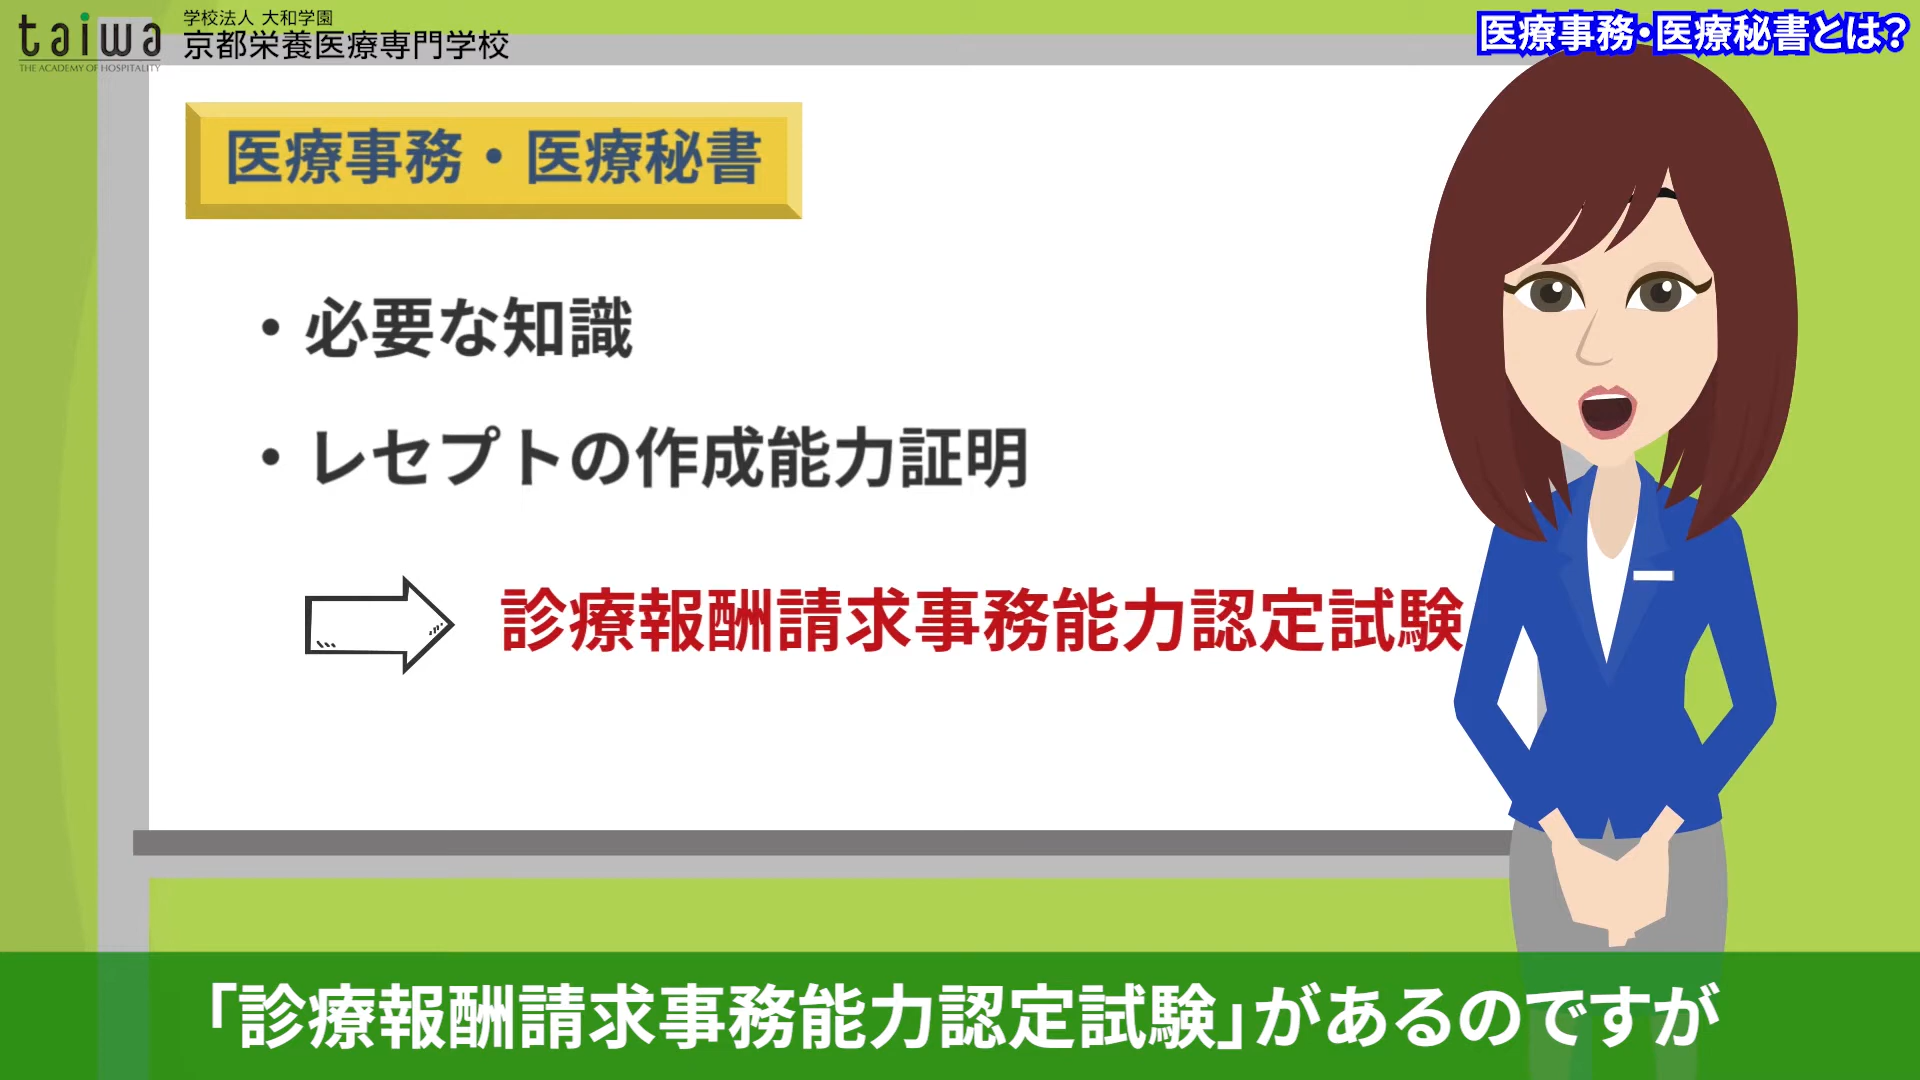 taiwa
THE ACADEMY OF HOSPITALITY
学校法人 大和学園
京都栄養医療専門学校
医療事務・医療秘書とは?
医療事務・医療秘書
・必要な知識
・レセプトの作成能力証明
診療報酬請求事務能力認定試験
「診療報酬請求事務能力認定試験」があるのですが